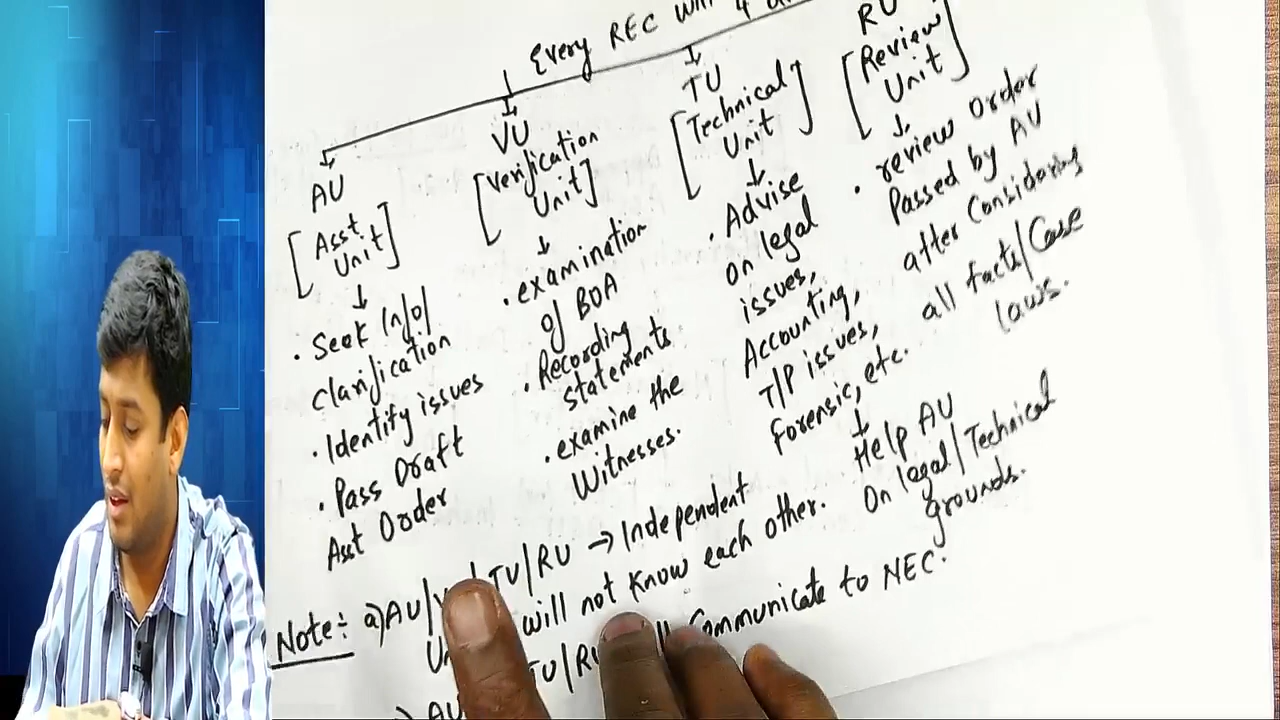 Every REC
AU
[Asst
Unit]
• Seek Info/
clarification
• Identify issues
• Pass Draft
Asst Order
VU
[Verification
Unit]
• examination
of BOA
• Recording
statements
• examine the
Witnesses.
TU
[Technical
Unit]
• Advise
on legal
issues,
Accounting,
T/P issues,
Forensic, etc.
Help AU
On legal/Technical
grounds.
RU
[Review
Unit]
• review order
Passed by AU
after Considering
all facts/Case
laws.
Note:- a) AU/ TU/RU → Independent
will not know each other.
AU TU/ Communicate to NEC.